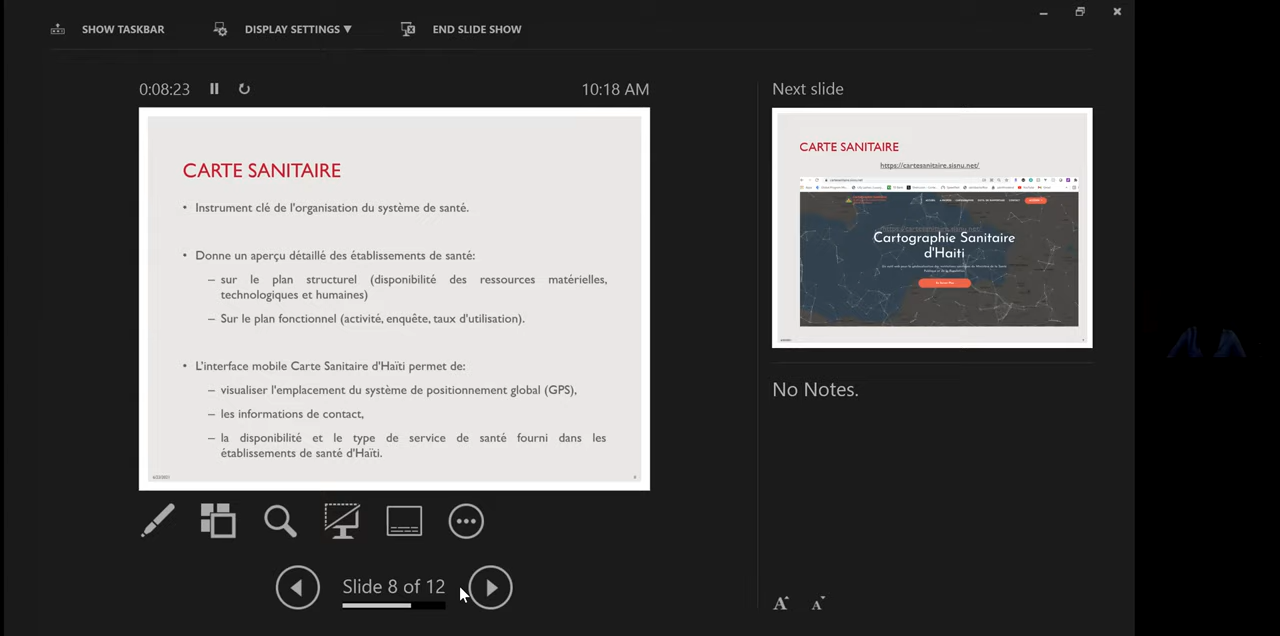 SHOW TASKBAR
DISPLAY SETTINGS ▼
END SLIDE SHOW
0:08:23
10:18 AM
CARTE SANITAIRE
• Instrument clé de l'organisation du système de santé.
• Donne un aperçu détaillé des établissements de santé:
– sur le plan structurel (disponibilité des ressources matérielles,
technologiques et humaines)
– Sur le plan fonctionnel (activité, enquête, taux d'utilisation).
• L'interface mobile Carte Sanitaire d'Haïti permet de:
– visualiser l'emplacement du système de positionnement global (GPS),
– les informations de contact,
– la disponibilité et le type de service de santé fourni dans les
établissements de santé d'Haïti.
8
Slide 8 of 12
Next slide
CARTE SANITAIRE
https://cartesanitaire.sisnu.net/
Cartographie Sanitaire
d'Haiti
No Notes.
A
A